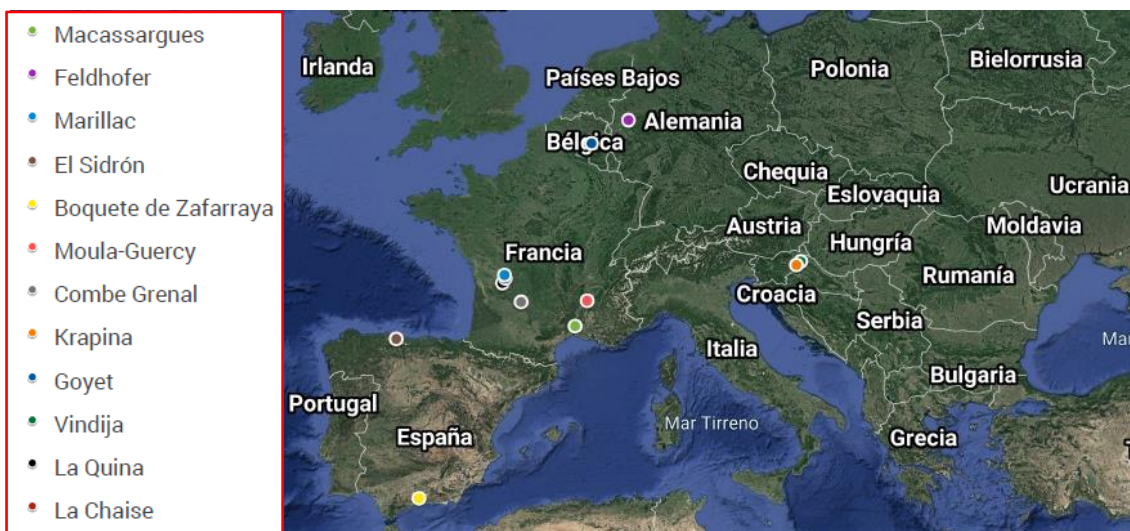 Macassargues
Feldhofer
Marillac
El Sidrón
Boquete de Zafarraya
Moula-Guercy
Combe Grenal
Krapina
Goyet
Vindija
La Quina
La Chaise
Irlanda
Países Bajos
Polonia
Bielorrusia
Bélgica
Alemania
Chequia
Eslovaquia
Ucrania
Austria
Moldavia
Francia
Hungría
Rumanía
Croacia
Serbia
Italia
Bulgaria
Portugal
España
Mar Tirreno
Grecia